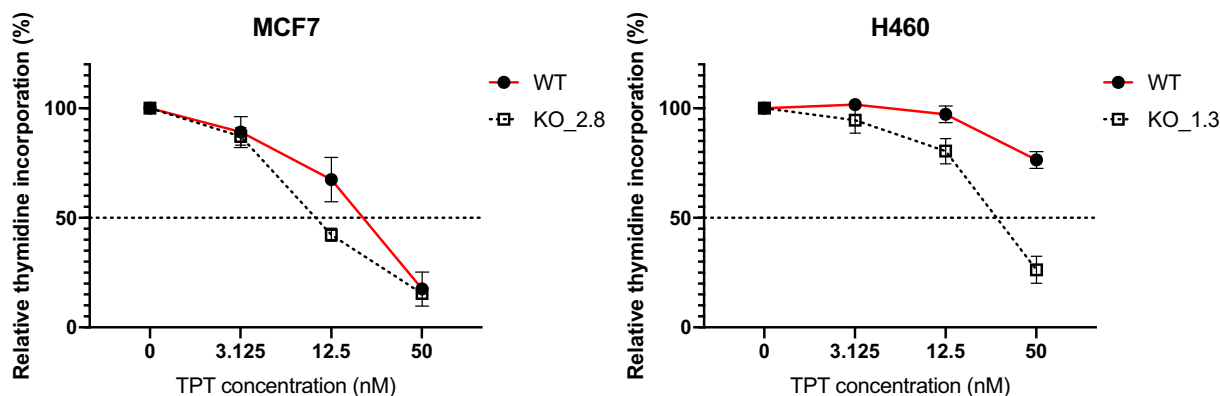 MCF7
Relative thymidine incorporation (%)
100
50
0
0 3.125 12.5 50
TPT concentration (nM)
WT
KO_2.8
H460
Relative thymidine incorporation (%)
100
50
0
0 3.125 12.5 50
TPT concentration (nM)
WT
KO_1.3